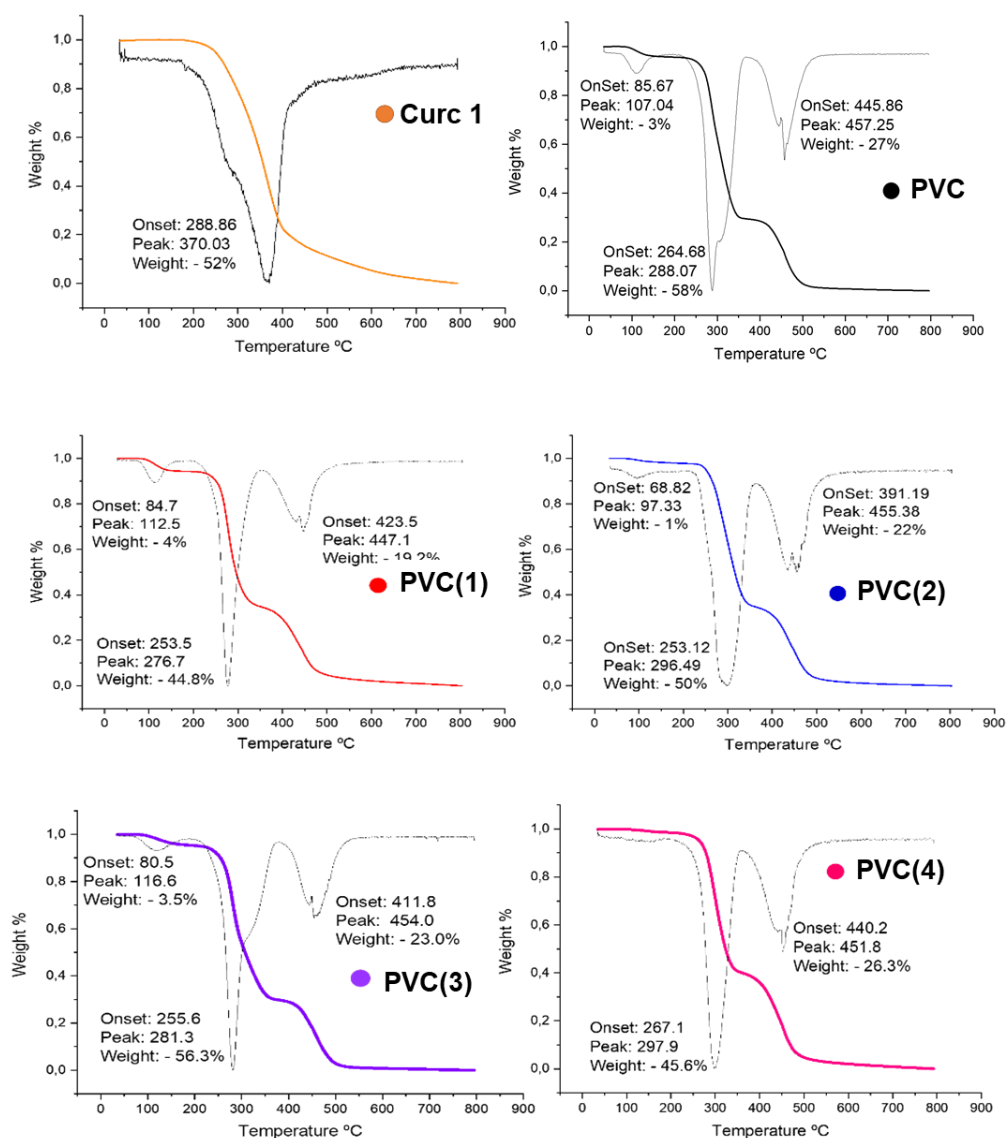 Weight %
1,0
0,8
0,6
0,4
0,2
0,0
Curc 1
Onset: 288.86
Peak: 370.03
Weight: - 52%
0 100 200 300 400 500 600 700 800 900
Temperature ºC
Weight %
1,0
0,8
0,6
0,4
0,2
0,0
OnSet: 85.67
Peak: 107.04
Weight: - 3%
OnSet: 445.86
Peak: 457.25
Weight: - 27%
PVC
OnSet: 264.68
Peak: 288.07
Weight: - 58%
0 100 200 300 400 500 600 700 800 900
Temperature ºC
Weight %
1,0
0,8
0,6
0,4
0,2
0,0
Onset: 84.7
Peak: 112.5
Weight: - 4%
Onset: 423.5
Peak: 447.1
Weight: - 19.2%
PVC(1)
Onset: 253.5
Peak: 276.7
Weight: - 44.8%
0 100 200 300 400 500 600 700 800 900
Temperature ºC
Weight %
1,0
0,8
0,6
0,4
0,2
0,0
OnSet: 68.82
Peak: 97.33
Weight: - 1%
OnSet: 391.19
Peak: 455.38
Weight: - 22%
PVC(2)
OnSet: 253.12
Peak: 296.49
Weight: - 50%
0 100 200 300 400 500 600 700 800 900
Temperature ºC
Weight %
1,0
0,8
0,6
0,4
0,2
0,0
Onset: 80.5
Peak: 116.6
Weight: - 3.5%
Onset: 411.8
Peak: 454.0
Weight: - 23.0%
PVC(3)
Onset: 255.6
Peak: 281.3
Weight: - 56.3%
0 100 200 300 400 500 600 700 800 900
Temperature ºC
Weight %
1,0
0,8
0,6
0,4
0,2
0,0
PVC(4)
Onset: 440.2
Peak: 451.8
Weight: - 26.3%
Onset: 267.1
Peak: 297.9
Weight: - 45.6%
0 100 200 300 400 500 600 700 800 900
Temperature ºC